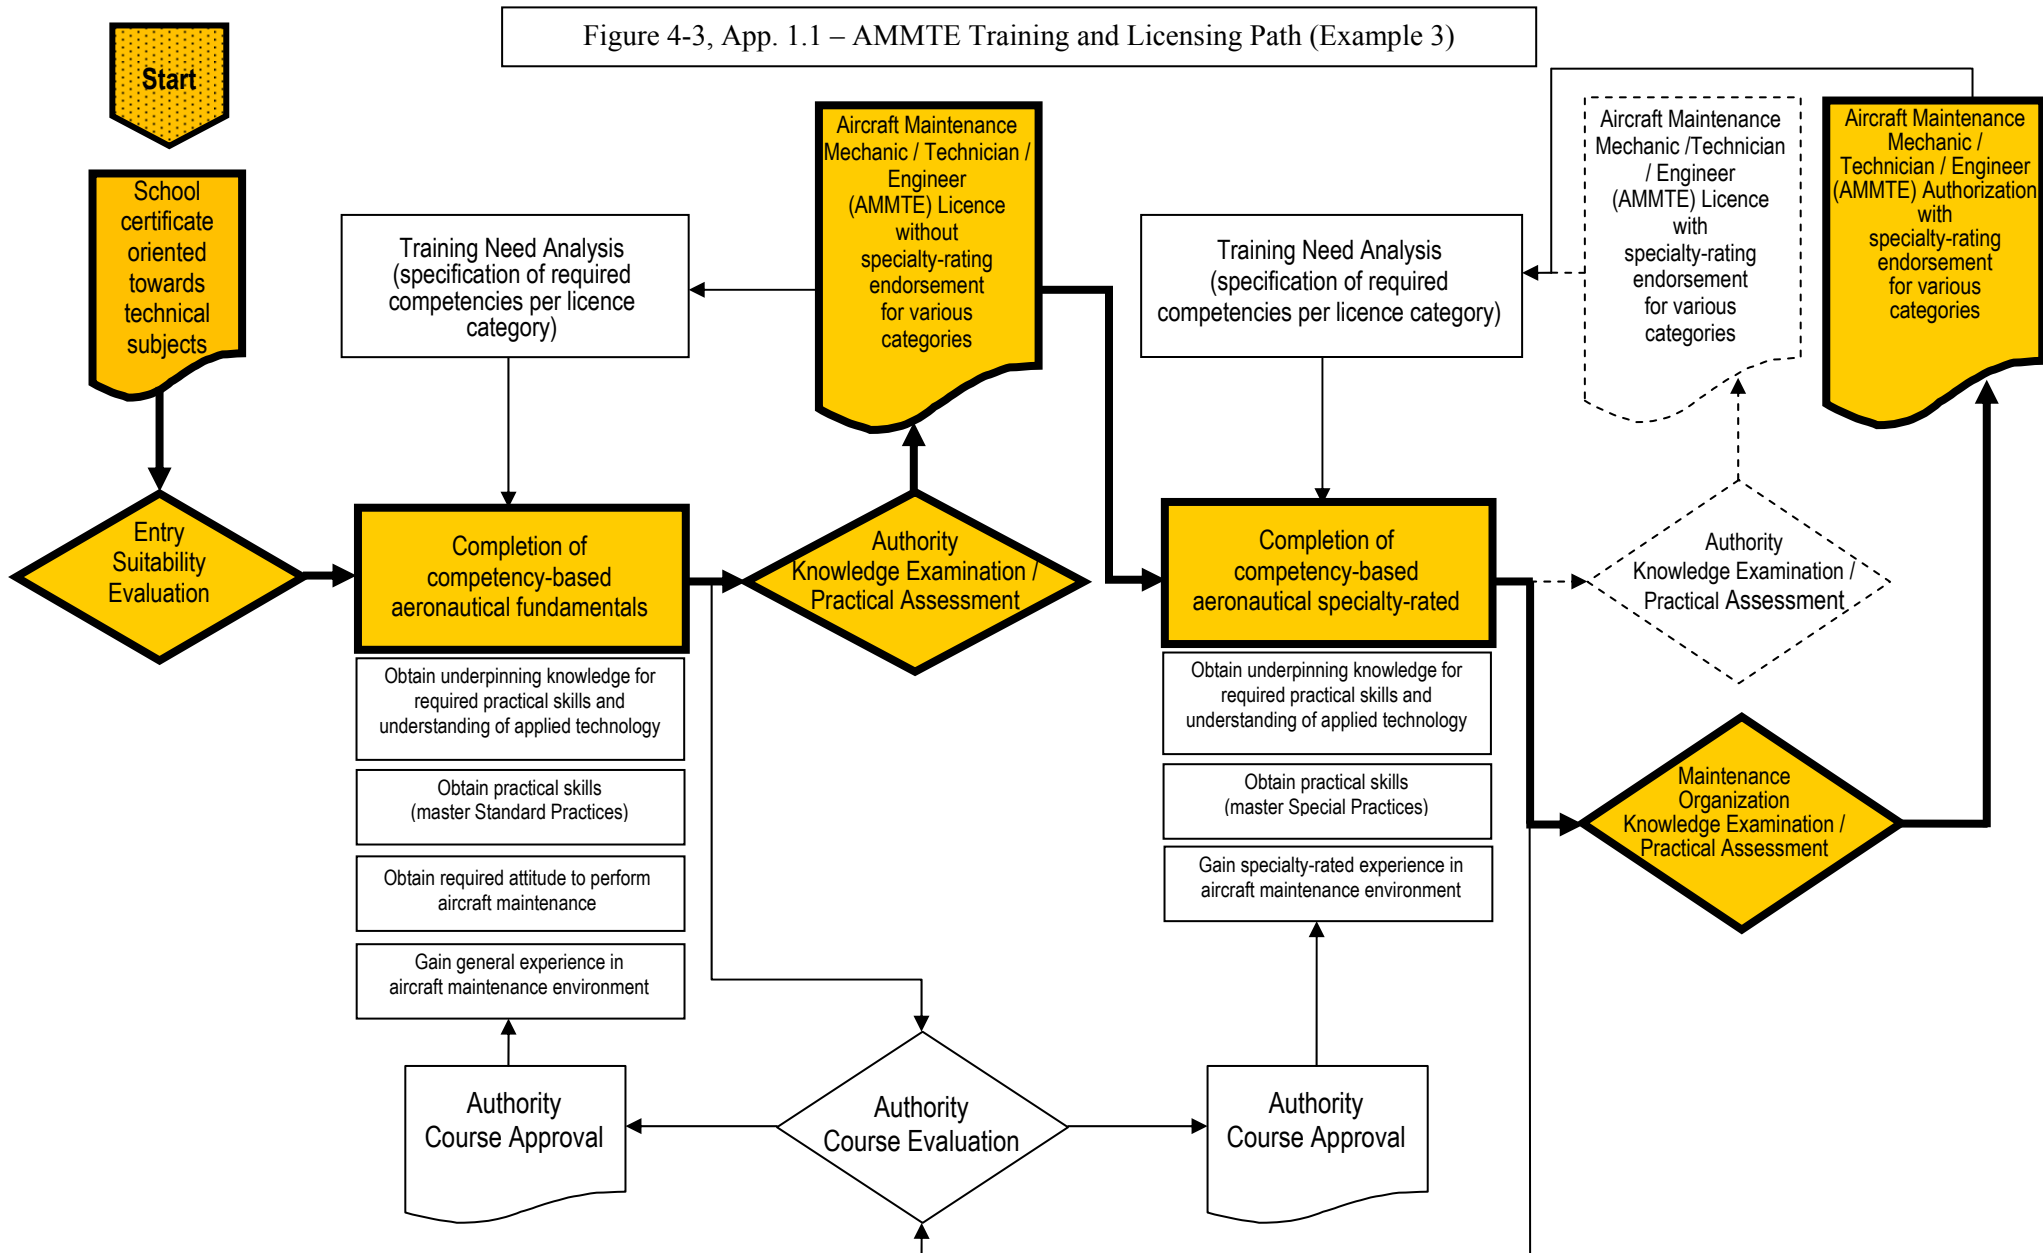 Figure 4-3, App. 1.1 – AMMTE Training and Licensing Path (Example 3)
Start
School
certificate
oriented
towards
technical
subjects
Entry
Suitability
Evaluation
Training Need Analysis
(specification of required
competencies per licence
category)
Completion of
competency-based
aeronautical fundamentals
Obtain underpinning knowledge for
required practical skills and
understanding of applied technology
Obtain practical skills
(master Standard Practices)
Obtain required attitude to perform
aircraft maintenance
Gain general experience in
aircraft maintenance environment
Authority
Course Approval
Aircraft Maintenance
Mechanic / Technician /
Engineer
(AMMTE) Licence
without
specialty-rating
endorsement
for various
categories
Authority
Knowledge Examination /
Practical Assessment
Authority
Course Evaluation
Training Need Analysis
(specification of required
competencies per licence category)
Completion of
competency-based
aeronautical specialty-rated
Obtain underpinning knowledge for
required practical skills and
understanding of applied technology
Obtain practical skills
(master Special Practices)
Gain specialty-rated experience in
aircraft maintenance environment
Authority
Course Approval
Aircraft Maintenance
Mechanic /Technician
/ Engineer
(AMMTE) Licence
with
specialty-rating
endorsement
for various
categories
Authority
Knowledge Examination /
Practical Assessment
Maintenance
Organization
Knowledge Examination /
Practical Assessment
Aircraft Maintenance
Mechanic /
Technician / Engineer
(AMMTE) Authorization
with
specialty-rating
endorsement
for various
categories